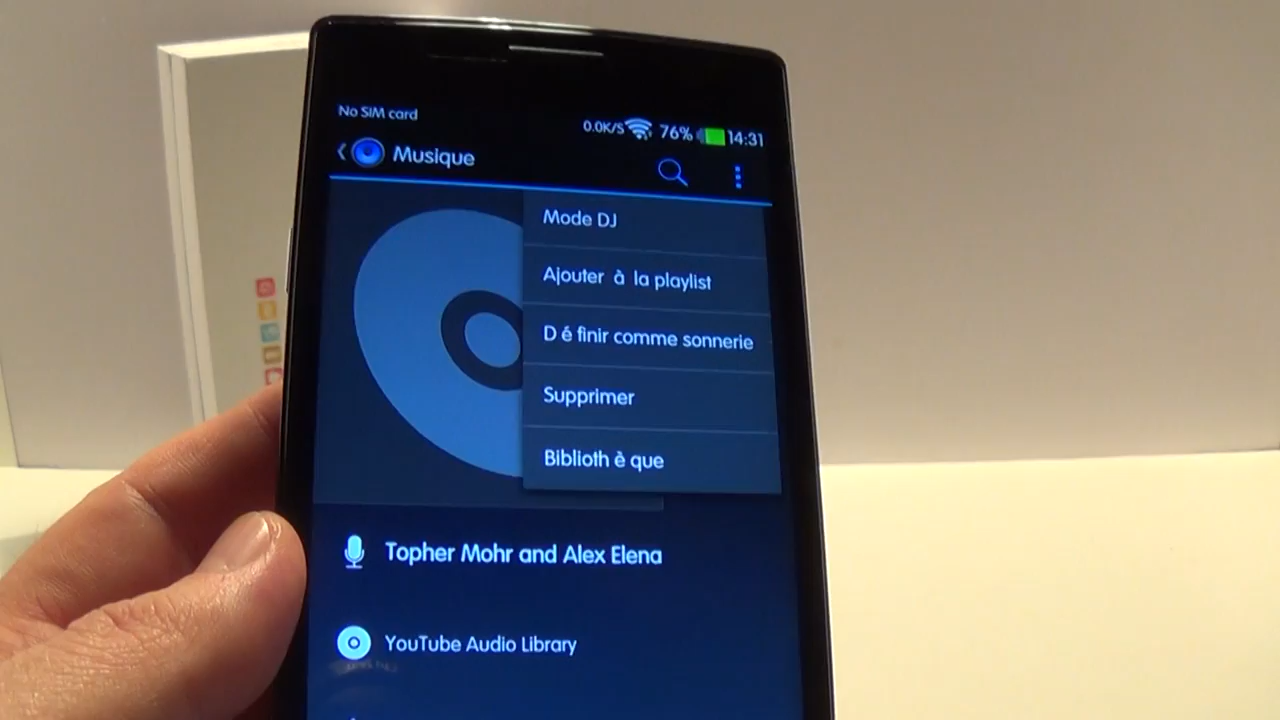 No SIM card
0.0K/S 76% 14:31
Musique
Mode DJ
Ajouter à la playlist
D é finir comme sonnerie
Supprimer
Biblioth è que
Topher Mohr and Alex Elena
YouTube Audio Library